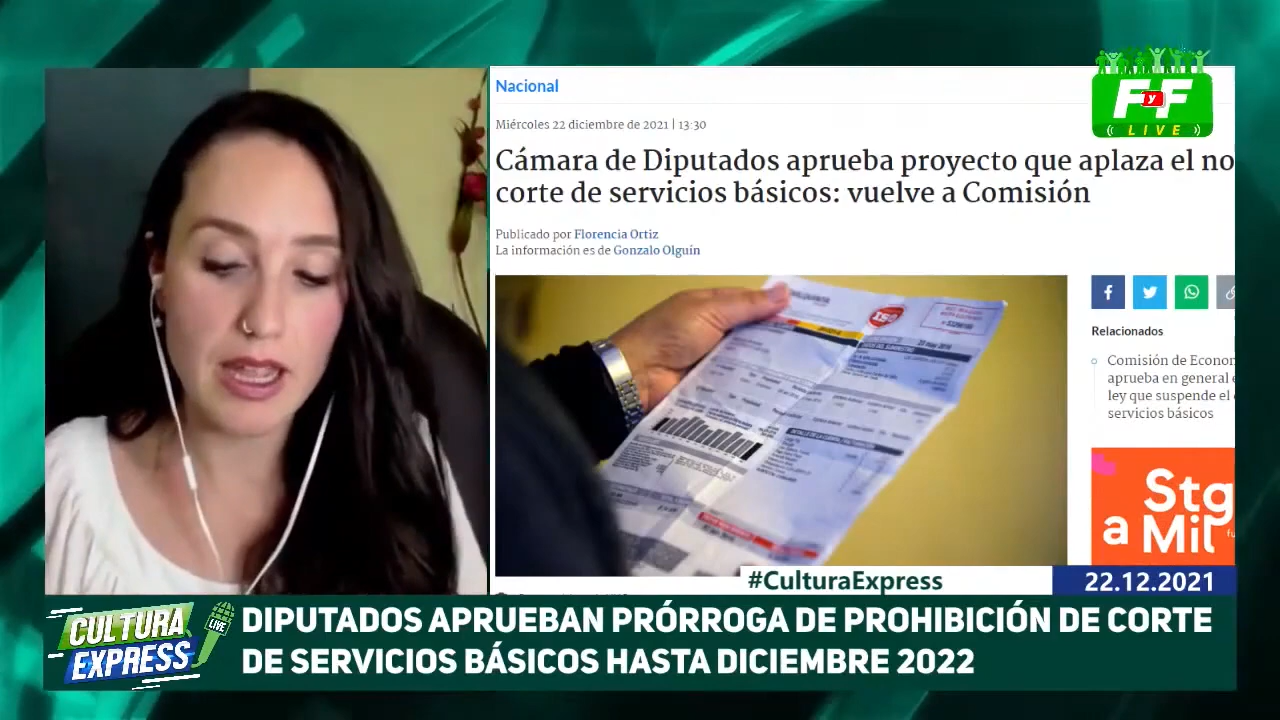 Nacional
Miércoles 22 diciembre de 2021 | 13:30
Cámara de Diputados aprueba proyecto que aplaza el no
corte de servicios básicos: vuelve a Comisión
Publicado por Florencia Ortiz
La información es de Gonzalo Olguín
FyF
LIVE
Relacionados
Comisión de Econom
aprueba en general
ley que suspende el
servicios básicos
Stg
a Mil
#CulturaExpress
22.12.2021
CULTURA
EXPRESS
LIVE
DIPUTADOS APRUEBAN PRÓRROGA DE PROHIBICIÓN DE CORTE
DE SERVICIOS BÁSICOS HASTA DICIEMBRE 2022